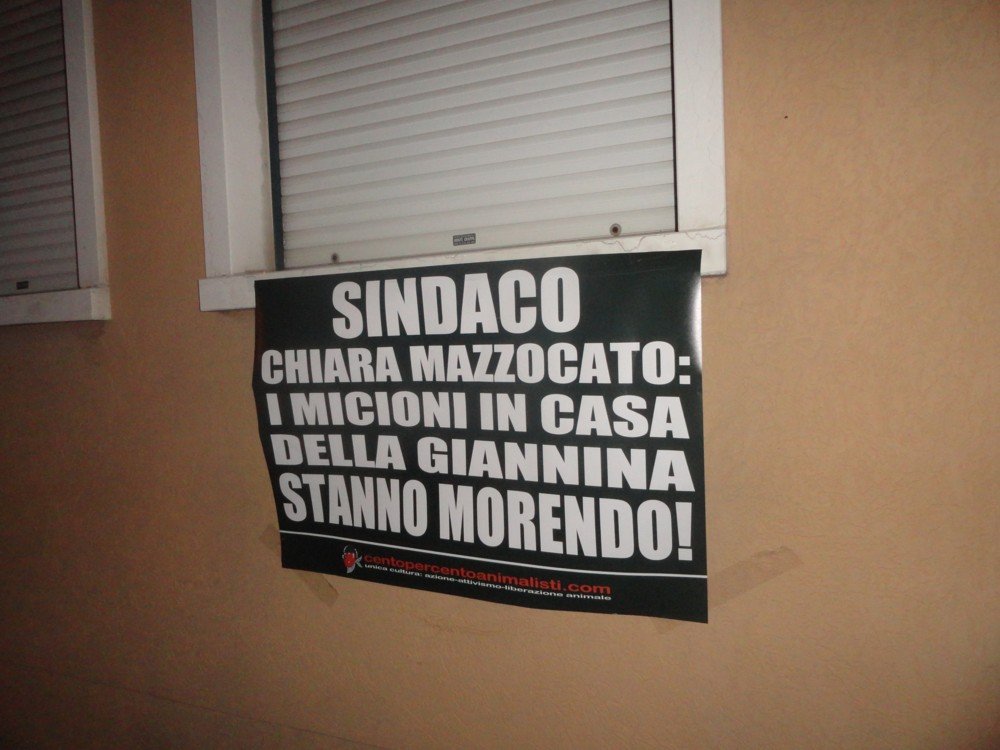 SINDACO
CHIARA MAZZOCATO:
I MICIONI IN CASA
DELLA GIANNINA
STANNO MORENDO!
centopercentoanimalisti.com
unica cultura: azione-attivismo-liberazione animale